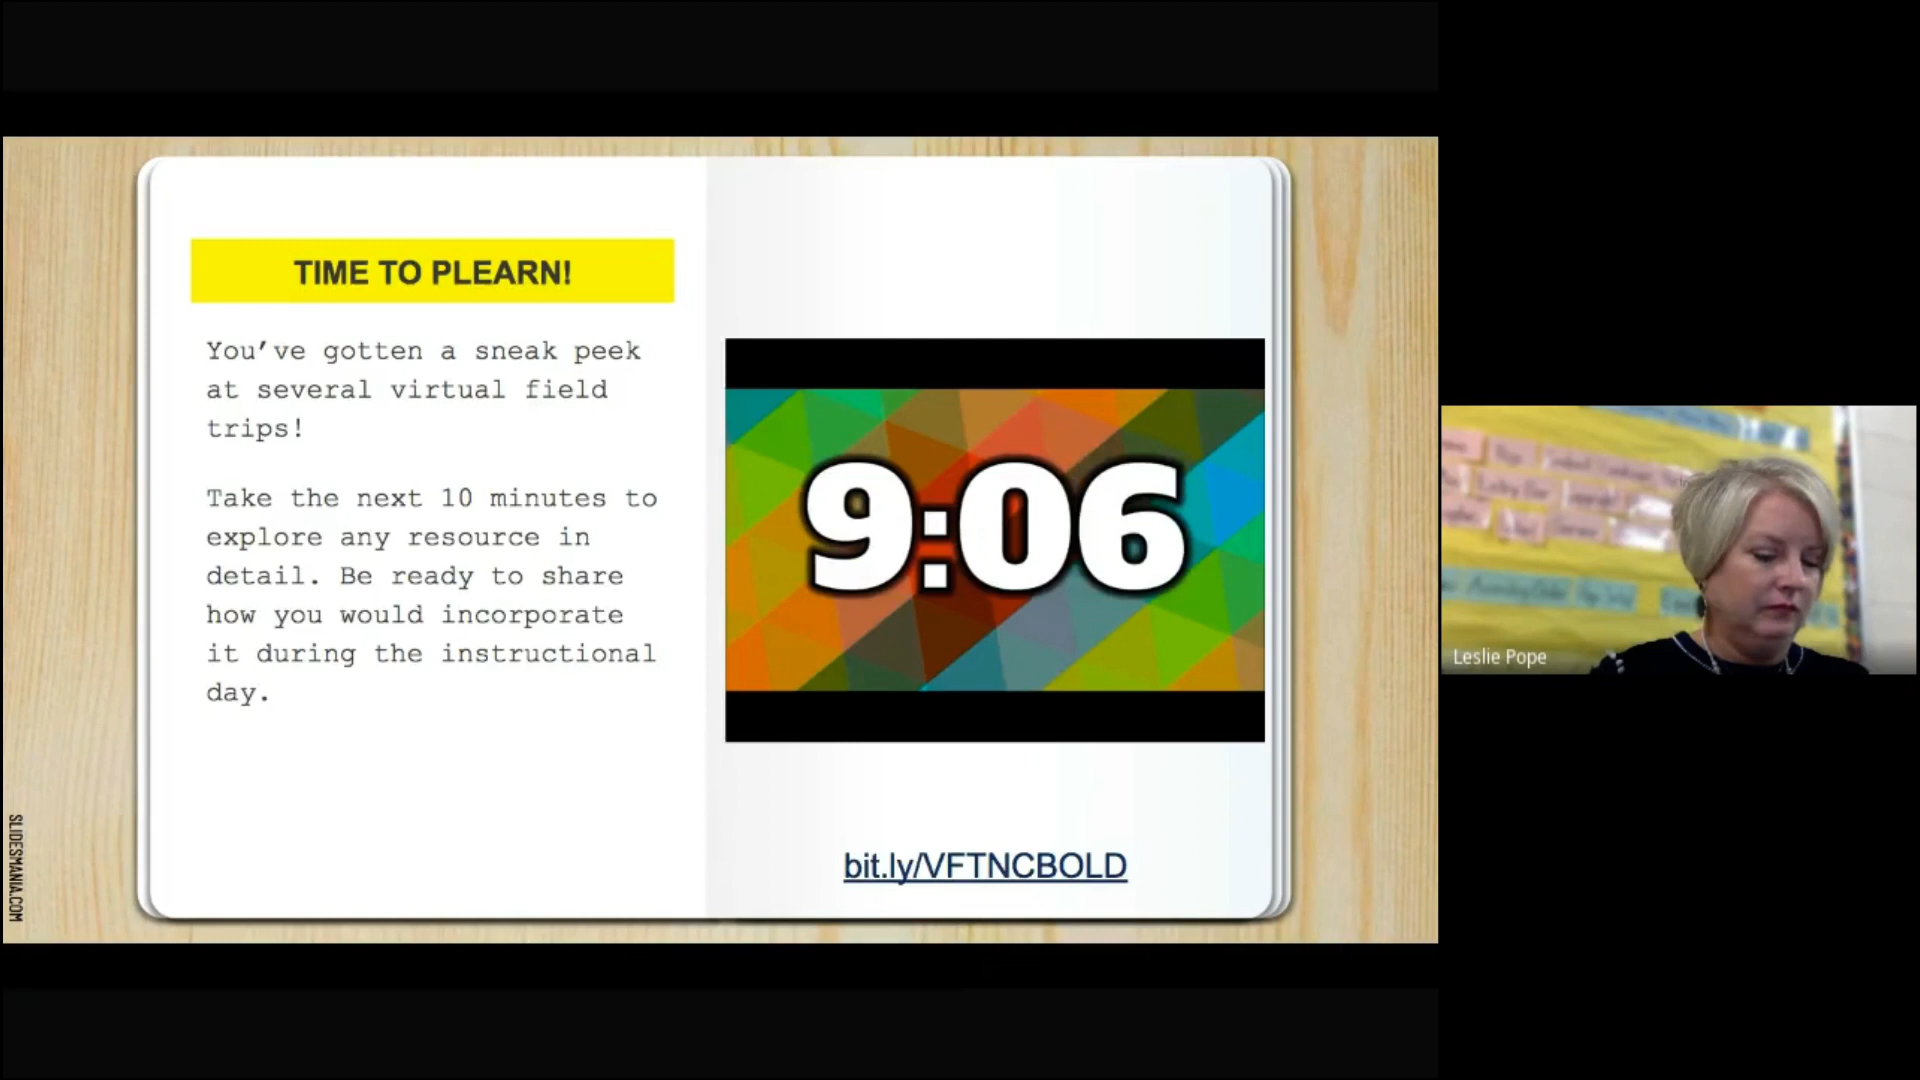 TIME TO PLEARN!
You’ve gotten a sneak peek
at several virtual field
trips!
Take the next 10 minutes to
explore any resource in
detail. Be ready to share
how you would incorporate
it during the instructional
day.
9:06
bit.ly/VFTNCBOLD
SLIDESMANIA.COM
Leslie Pope